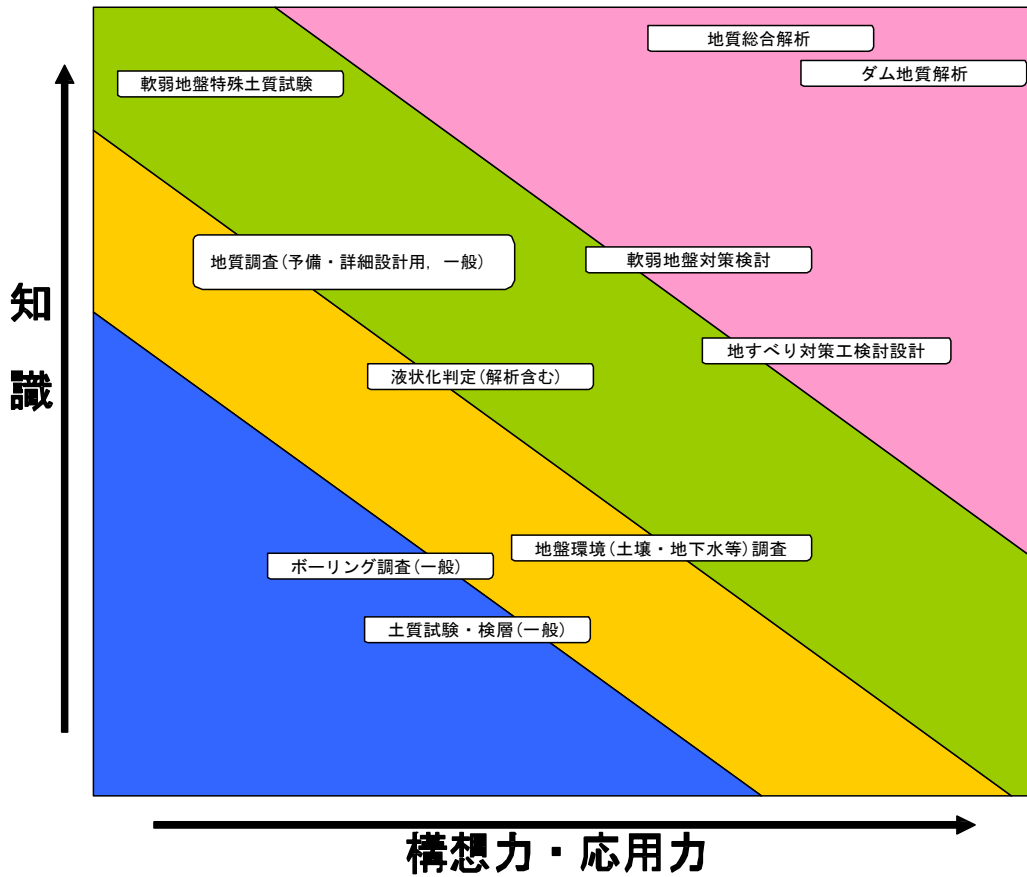 地質総合解析
ダム地質解析
軟弱地盤特殊土質試験
地質調査(予備・詳細設計用，一般)
軟弱地盤対策検討
知識
地すべり対策工検討設計
液状化判定(解析含む)
地盤環境(土壌・地下水等)調査
ボーリング調査(一般)
土質試験・検層(一般)
構想力・応用力